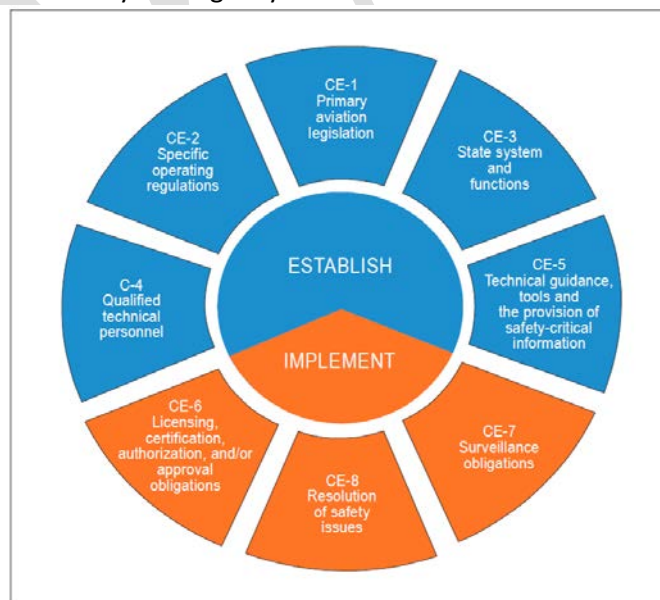 CE-1
Primary
aviation
legislation
CE-2
Specific
operating
regulations
CE-3
State system
and
functions
C-4
Qualified
technical
personnel
ESTABLISH
CE-5
Technical guidance,
tools and
the provision of
safety-critical
information
IMPLEMENT
CE-6
Licensing,
certification,
authorization, and/or
approval
obligations
CE-7
Surveillance
obligations
CE-8
Resolution
of safety
issues